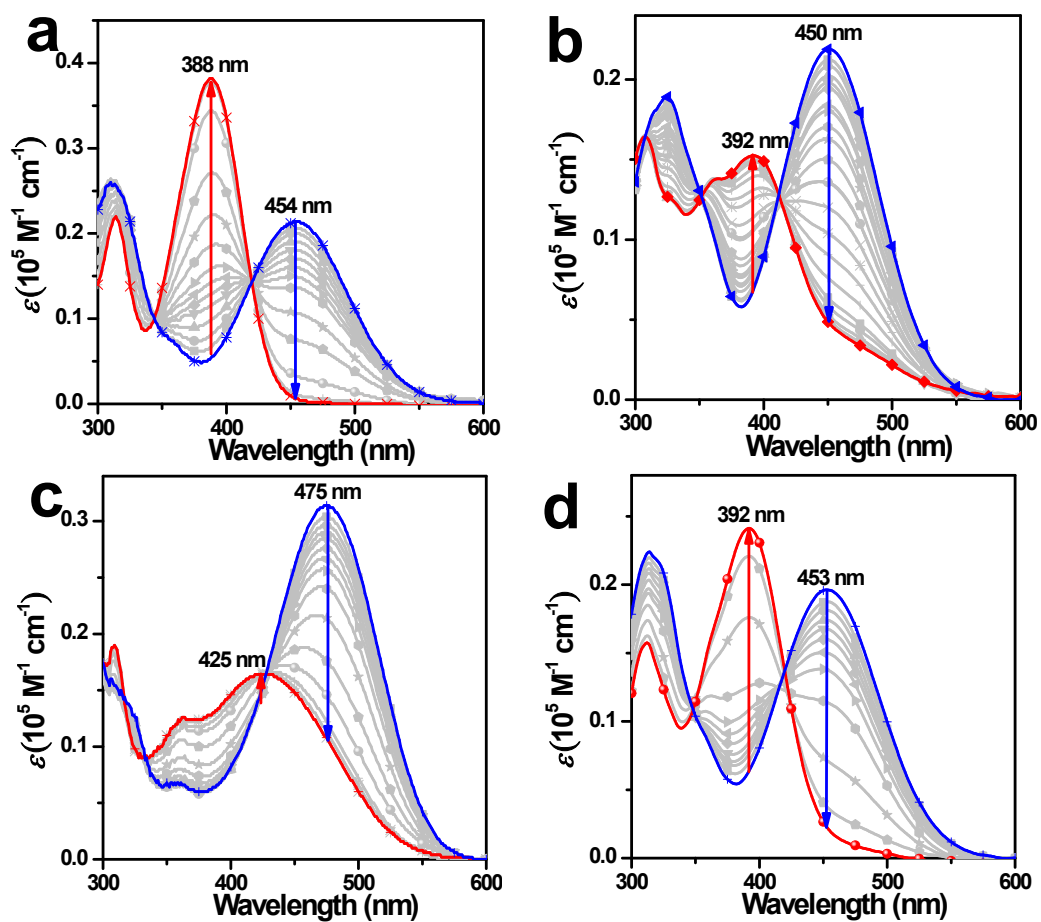 a
388 nm
454 nm
0.4
0.3
0.2
0.1
0.0
ε(10⁵ M⁻¹ cm⁻¹)
300 400 500 600
Wavelength (nm)
b
450 nm
392 nm
0.2
0.1
0.0
ε(10⁵ M⁻¹ cm⁻¹)
300 400 500 600
Wavelength (nm)
c
475 nm
425 nm
0.3
0.2
0.1
0.0
ε(10⁵ M⁻¹ cm⁻¹)
300 400 500 600
Wavelength (nm)
d
392 nm
453 nm
0.2
0.1
0.0
ε(10⁵ M⁻¹ cm⁻¹)
300 400 500 600
Wavelength (nm)